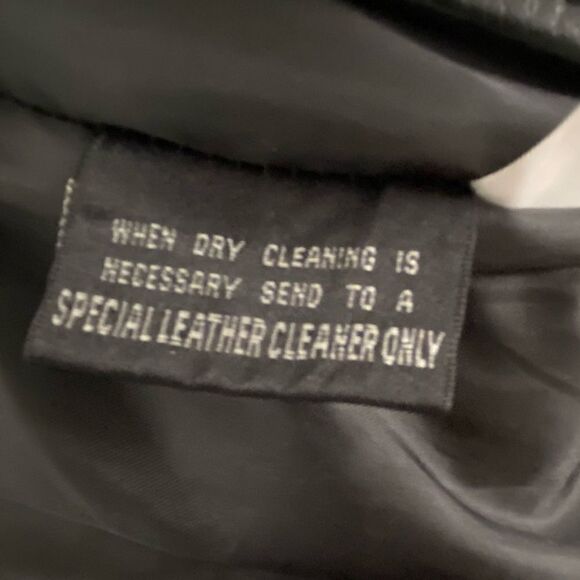 WHEN DRY CLEANING IS
NECESSARY SEND TO A
SPECIAL LEATHER CLEANER ONLY